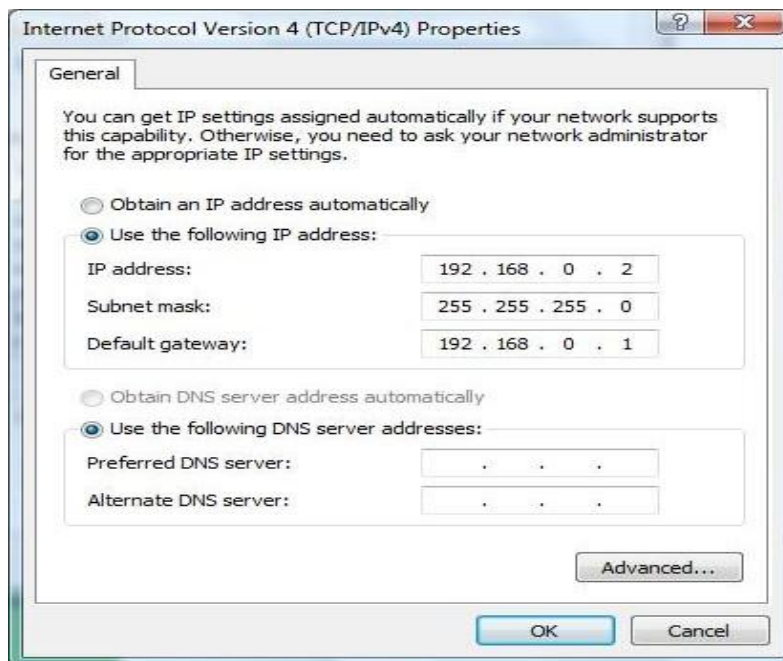 Internet Protocol Version 4 (TCP/IPv4) Properties
?
General
You can get IP settings assigned automatically if your network supports
this capability. Otherwise, you need to ask your network administrator
for the appropriate IP settings.
Obtain an IP address automatically
Use the following IP address:
IP address: 192 . 168 . 0 . 2
Subnet mask: 255 . 255 . 255 . 0
Default gateway: 192 . 168 . 0 . 1
Obtain DNS server address automatically
Use the following DNS server addresses:
Preferred DNS server: . . .
Alternate DNS server: . . .
Advanced...
OK Cancel